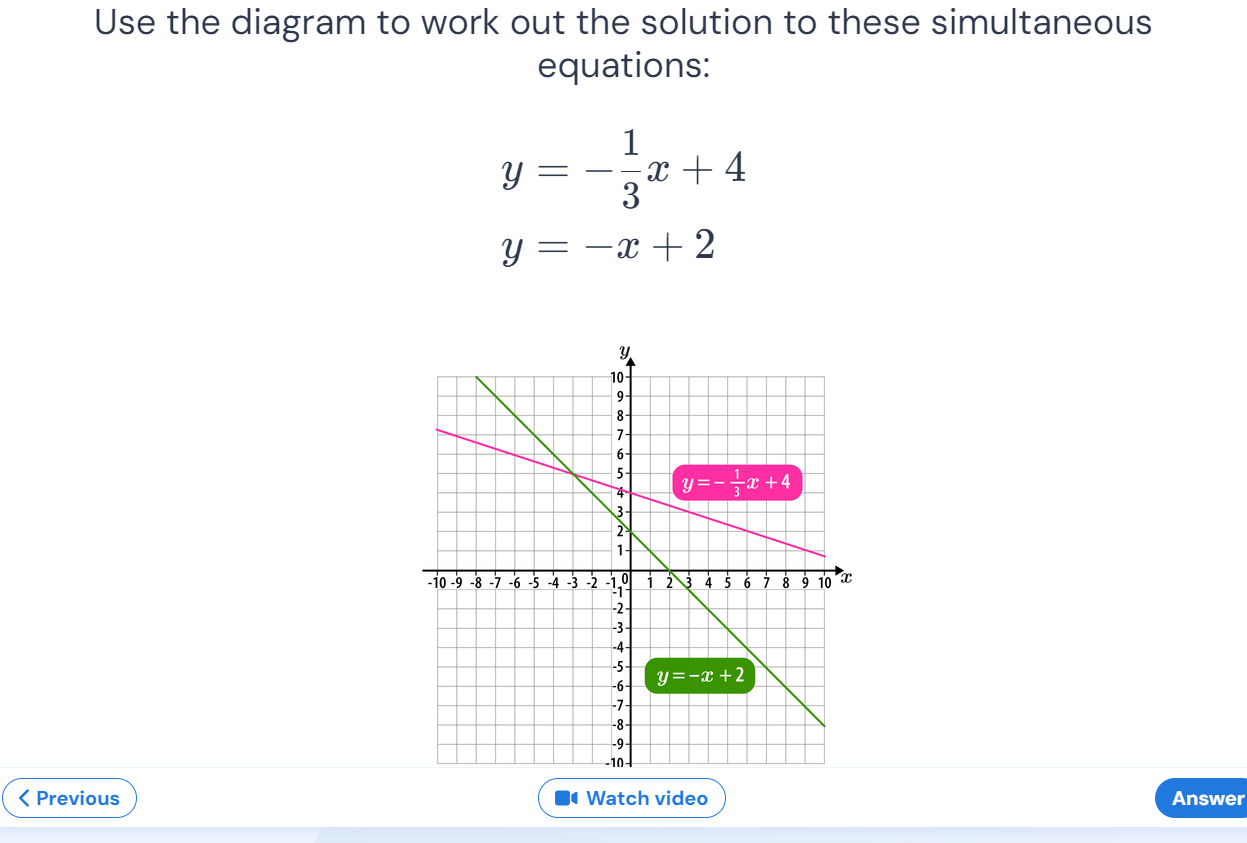 Use the diagram to work out the solution to these simultaneous
equations:
y = -\frac{1}{3}x + 4
y = -x + 2
y
10
9
8
7
6
5
y = -\frac{1}{3}x + 4
4
3
2
1
-10 -9 -8 -7 -6 -5 -4 -3 -2 -1 0 1 2 3 4 5 6 7 8 9 10 x
-1
-2
-3
-4
-5
y = -x + 2
-6
-7
-8
-9
-10
Previous Watch video Answer